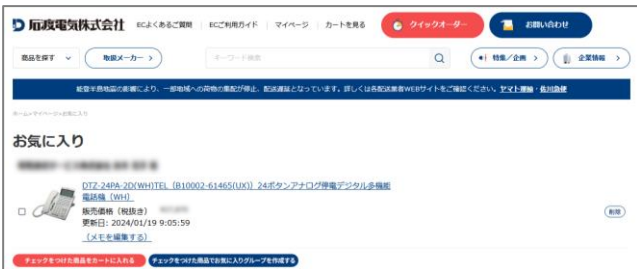 石渡電気株式会社 ECよくあるご質問 ECご利用ガイド マイページ カートを見る クイックオーダー お問い合わせ
商品を探す 取扱メーカー キーワード検索 特集/企画 企業情報
能登半島地震の影響により、一部地域への荷物の集配が停止、配送遅延となっています。詳しくは各配送業者WEBサイトをご確認ください。ヤマト運輸・佐川急便
ホーム>マイページ>お気に入り
お気に入り
DTZ-24PA-2D(WH)TEL (B10002-61465(UX)) 24ボタンアナログ停電デジタル多機能
電話機 (WH)
販売価格 (税抜き)
更新日: 2024/01/19 9:05:59
(メモを編集する)
削除
チェックをつけた商品をカートに入れる チェックをつけた商品でお気に入りグループを作成する